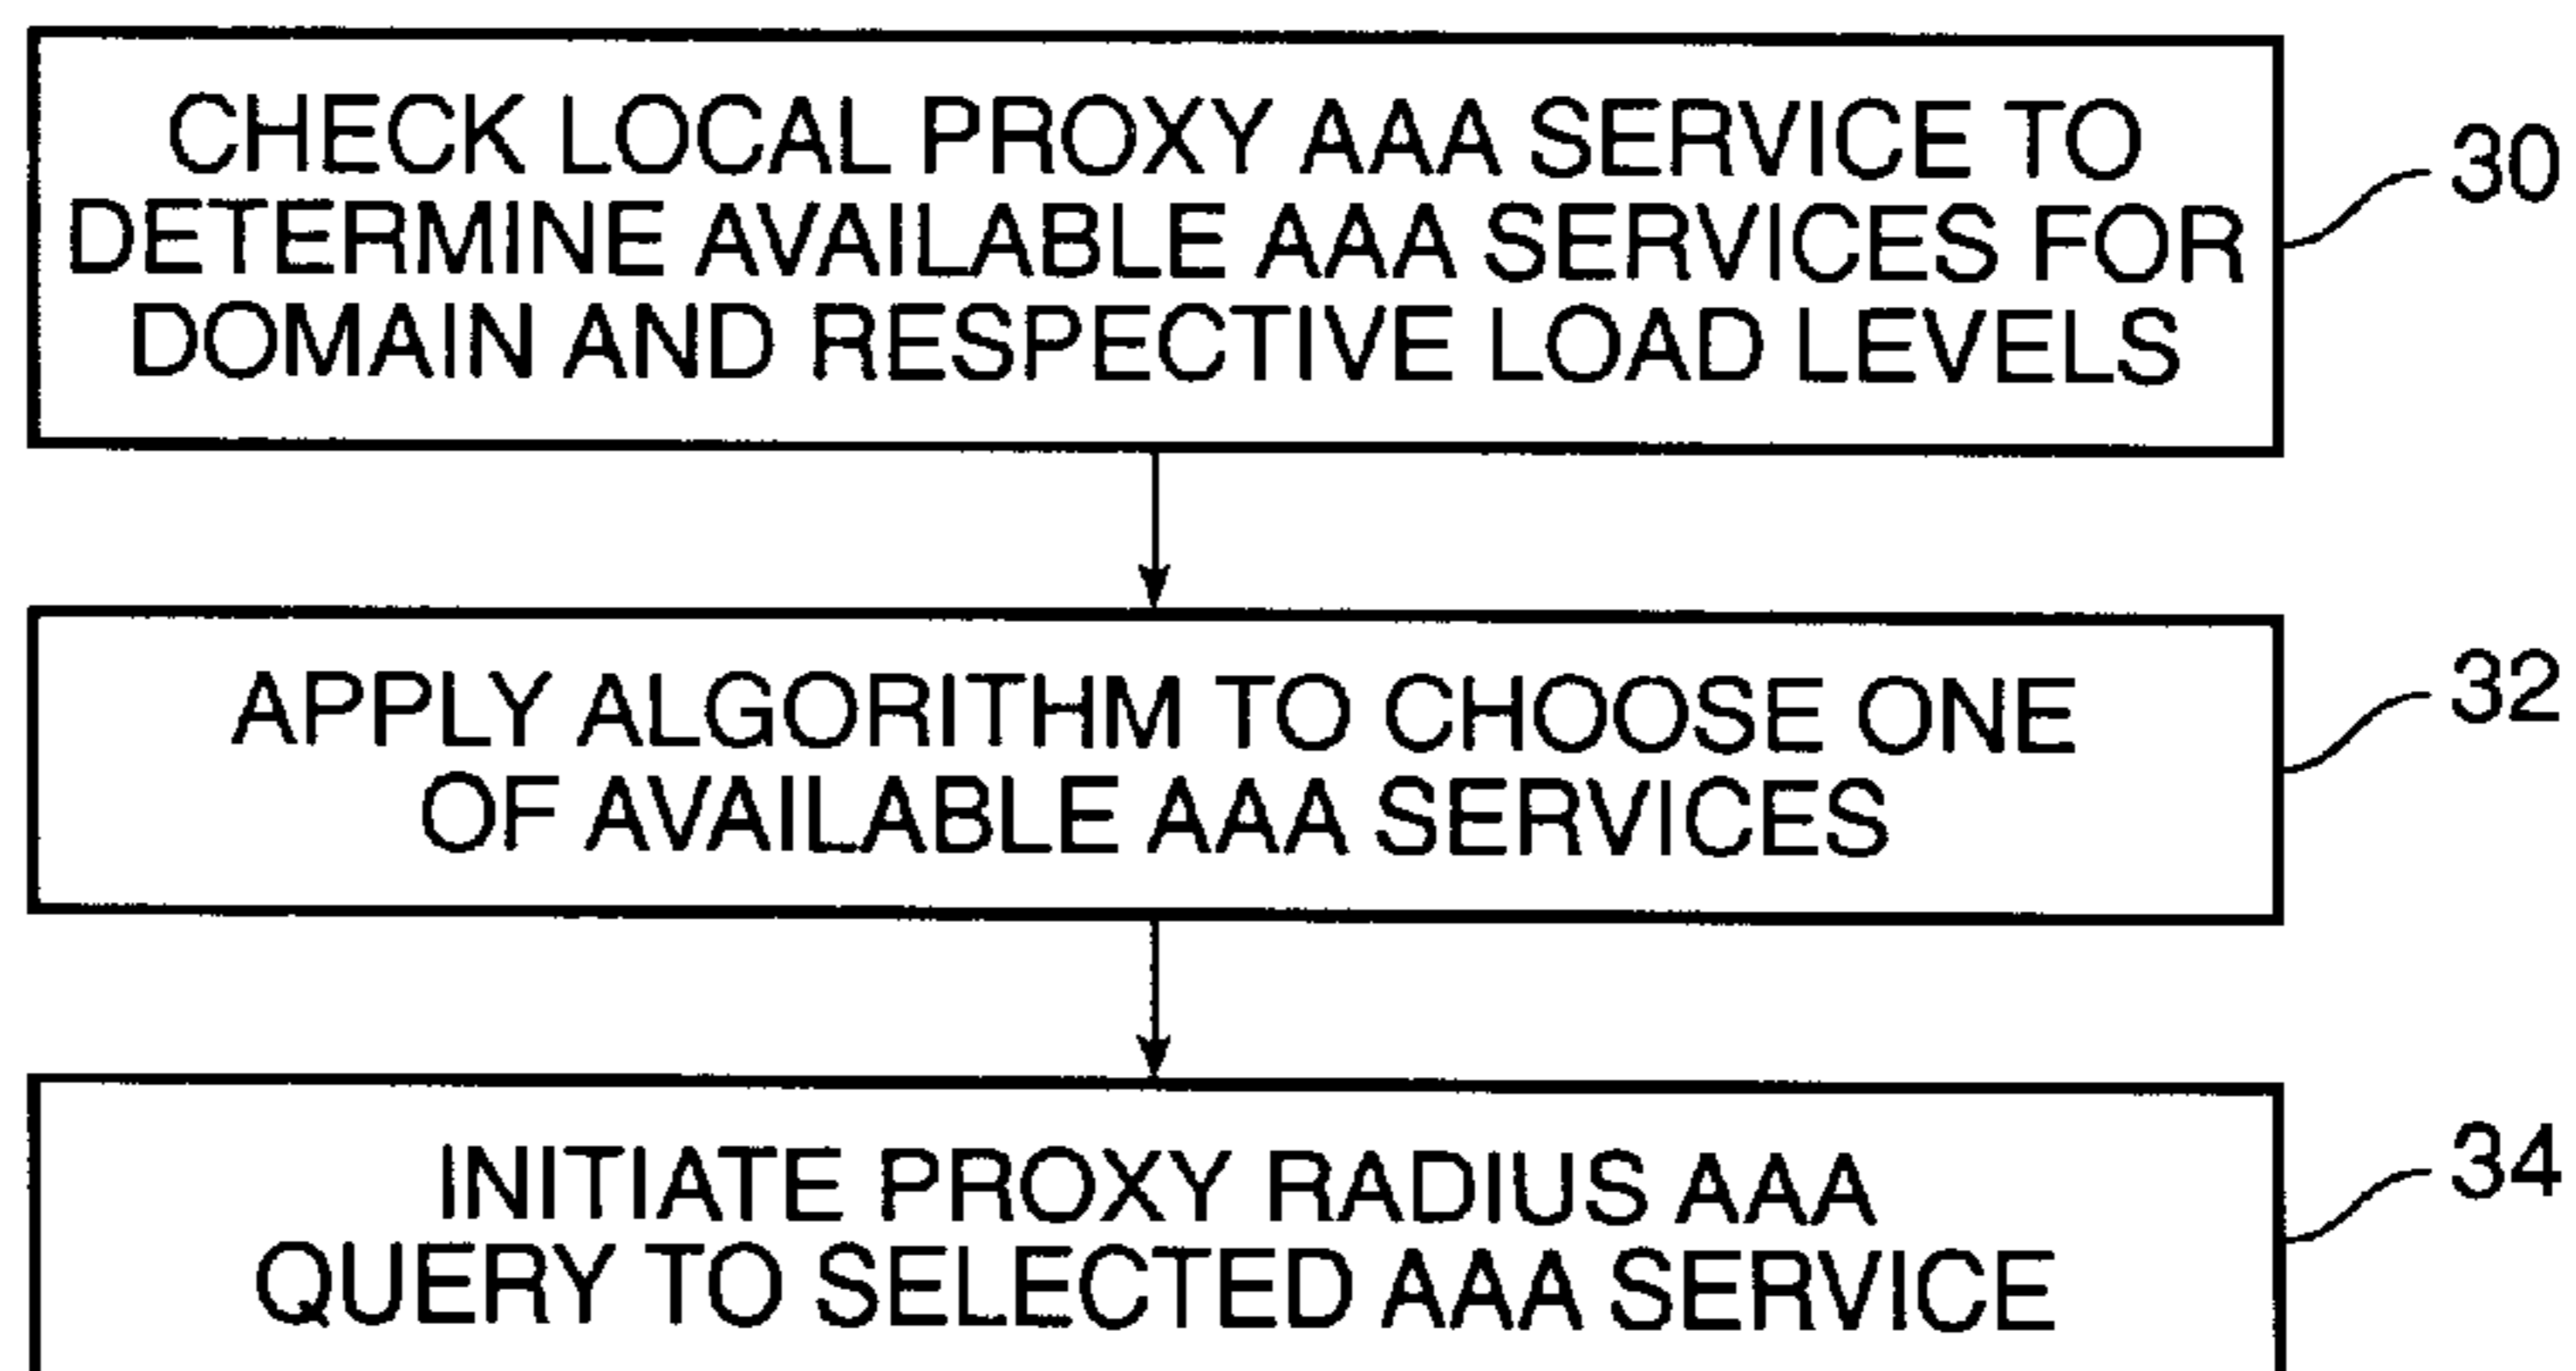 CHECK LOCAL PROXY AAA SERVICE TO
DETERMINE AVAILABLE AAA SERVICES FOR
DOMAIN AND RESPECTIVE LOAD LEVELS
30
APPLY ALGORITHM TO CHOOSE ONE
OF AVAILABLE AAA SERVICES
32
INITIATE PROXY RADIUS AAA
QUERY TO SELECTED AAA SERVICE
34